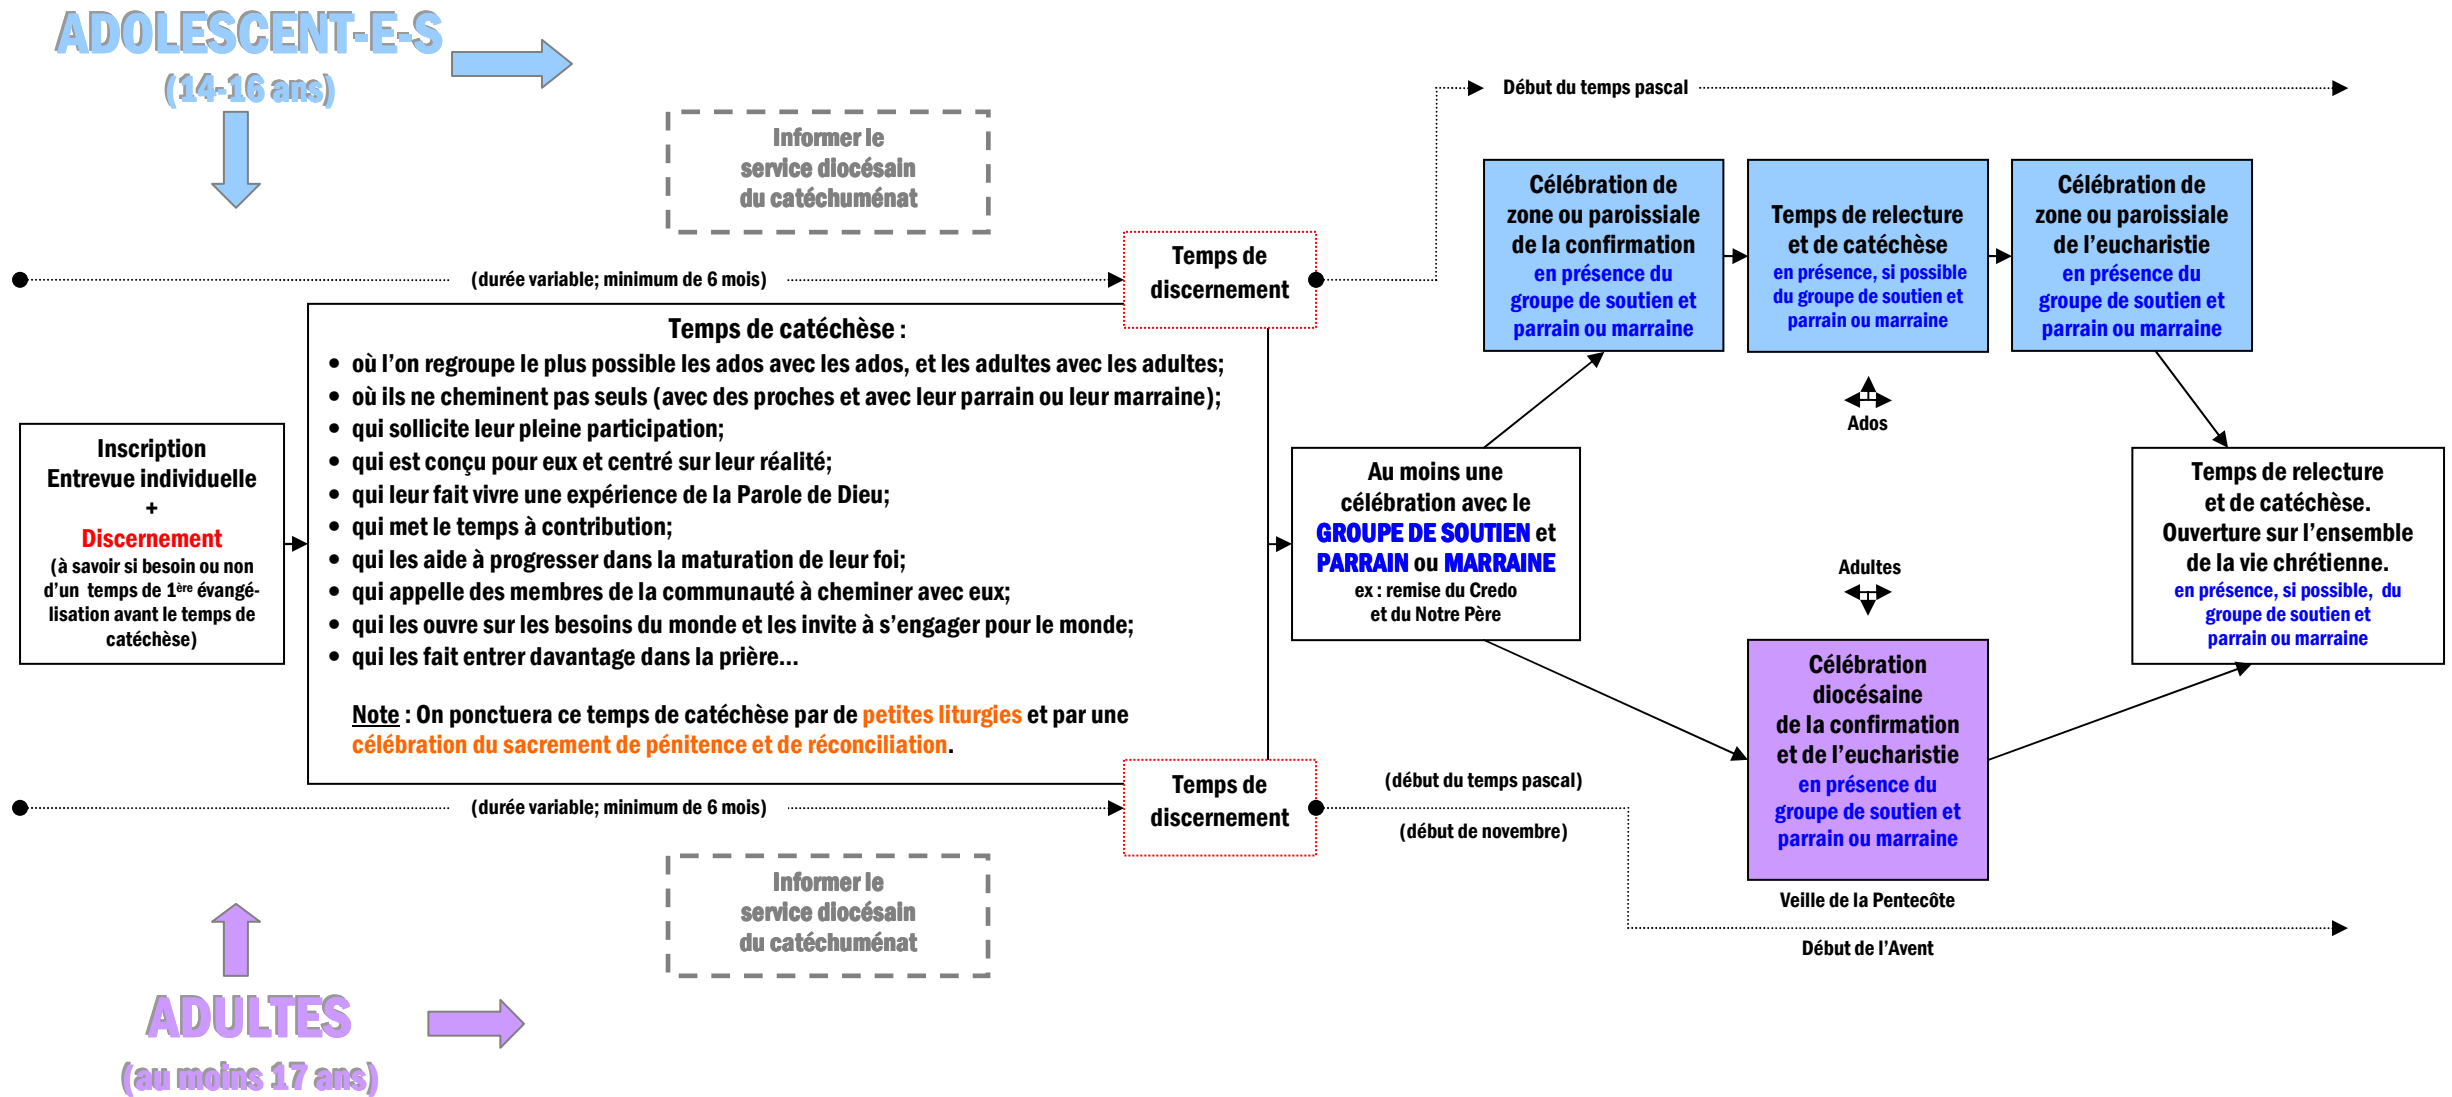 ADOLESCENT-E-S
(14-16 ans)
Informer le
service diocésain
du catéchuménat
(durée variable; minimum de 6 mois)
Temps de
discernement
Début du temps pascal
Inscription
Entrevue individuelle
+
Discernement
(à savoir si besoin ou non
d’un temps de 1ère évangé-
lisation avant le temps de
catéchèse)
Temps de catéchèse :
• où l’on regroupe le plus possible les ados avec les ados, et les adultes avec les adultes;
• où ils ne cheminent pas seuls (avec des proches et avec leur parrain ou leur marraine);
• qui sollicite leur pleine participation;
• qui est conçu pour eux et centré sur leur réalité;
• qui leur fait vivre une expérience de la Parole de Dieu;
• qui met le temps à contribution;
• qui les aide à progresser dans la maturation de leur foi;
• qui appelle des membres de la communauté à cheminer avec eux;
• qui les ouvre sur les besoins du monde et les invite à s’engager pour le monde;
• qui les fait entrer davantage dans la prière...
Note : On ponctuera ce temps de catéchèse par de petites liturgies et par une
célébration du sacrement de pénitence et de réconciliation.
Au moins une
célébration avec le
GROUPE DE SOUTIEN et
PARRAIN ou MARRAINE
ex : remise du Credo
et du Notre Père
Célébration de
zone ou paroissiale
de la confirmation
en présence du
groupe de soutien et
parrain ou marraine
Temps de relecture
et de catéchèse
en présence, si possible
du groupe de soutien et
parrain ou marraine
Célébration de
zone ou paroissiale
de l’eucharistie
en présence du
groupe de soutien et
parrain ou marraine
Ados
Adultes
Célébration
diocésaine
de la confirmation
et de l’eucharistie
en présence du
groupe de soutien et
parrain ou marraine
Veille de la Pentecôte
Début de l’Avent
Temps de relecture
et de catéchèse.
Ouverture sur l’ensemble
de la vie chrétienne.
en présence, si possible, du
groupe de soutien et
parrain ou marraine
(durée variable; minimum de 6 mois)
Temps de
discernement
(début du temps pascal)
(début de novembre)
Informer le
service diocésain
du catéchuménat
ADULTES
(au moins 17 ans)